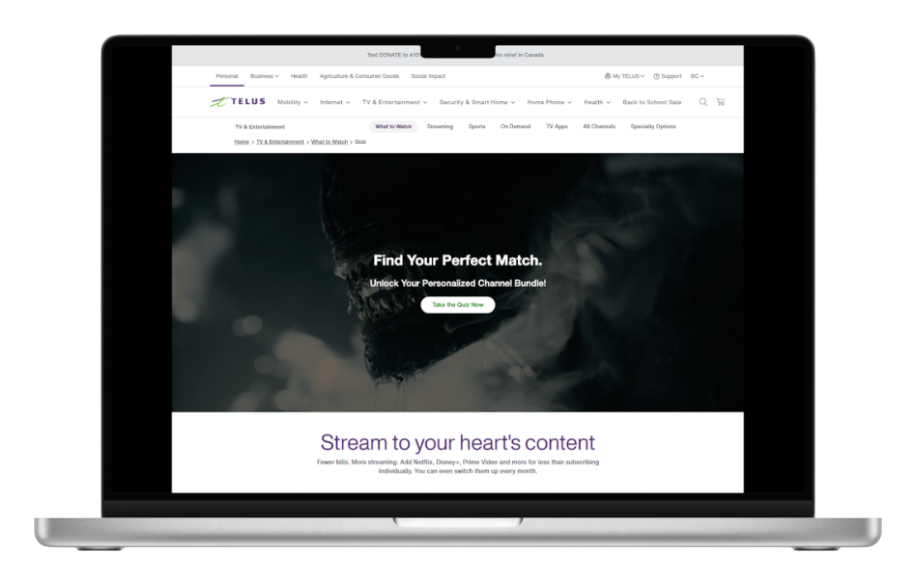 Text DONATE to
relief in Canada
Personal Business Health Agriculture & Consumer Goods Social Impact My TELUS Support BC
TELUS Mobility Internet TV & Entertainment Security & Smart Home Home Phone Health Back to School Sale
TV & Entertainment What to Watch Streaming Sports On Demand TV Apps All Channels Specialty Options
Home › TV & Entertainment › What to Watch › Quiz
Find Your Perfect Match.
Unlock Your Personalized Channel Bundle!
Take the Quiz Now
Stream to your heart's content
Fewer bills. More streaming. Add Netflix, Disney+, Prime Video and more for less than subscribing
individually. You can even switch them up every month.